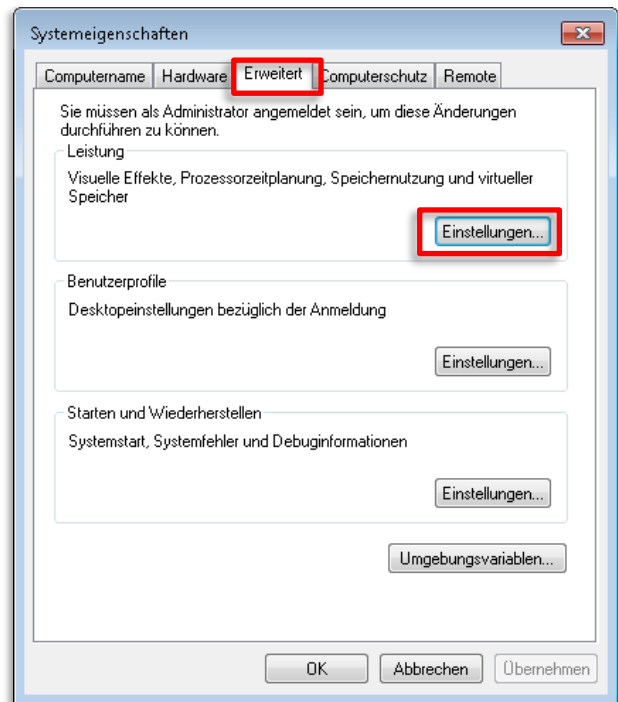 Systemeigenschaften
Computername Hardware Erweitert Computerschutz Remote
Sie müssen als Administrator angemeldet sein, um diese Änderungen
durchführen zu können.
Leistung
Visuelle Effekte, Prozessorzeitplanung, Speichernutzung und virtueller
Speicher
Einstellungen...
Benutzerprofile
Desktopeinstellungen bezüglich der Anmeldung
Einstellungen...
Starten und Wiederherstellen
Systemstart, Systemfehler und Debuginformationen
Einstellungen...
Umgebungsvariablen...
OK Abbrechen Übernehmen